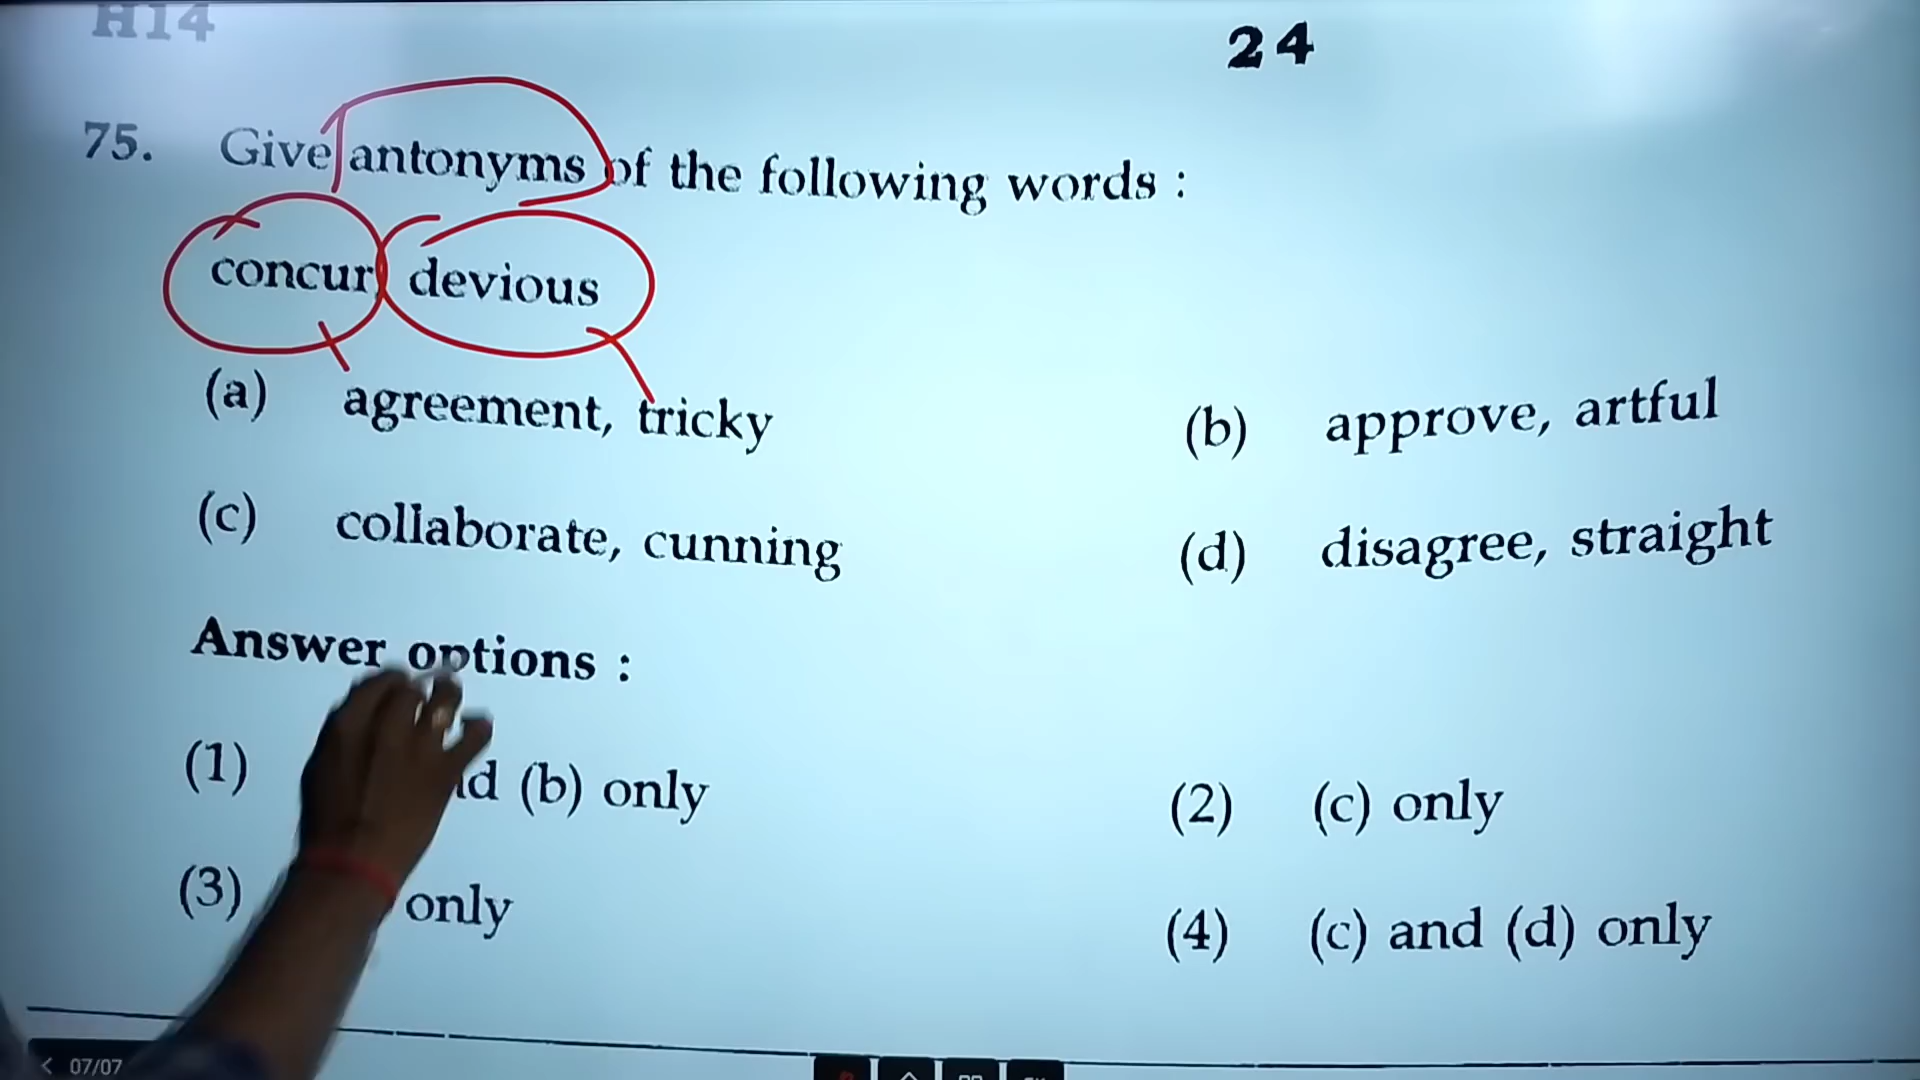 H14
24
75. Give antonyms of the following words :
concur, devious
(a) agreement, tricky
(b) approve, artful
(c) collaborate, cunning
(d) disagree, straight
Answer options :
(1) (b) only
(2) (c) only
(3) only
(4) (c) and (d) only
< 07/07